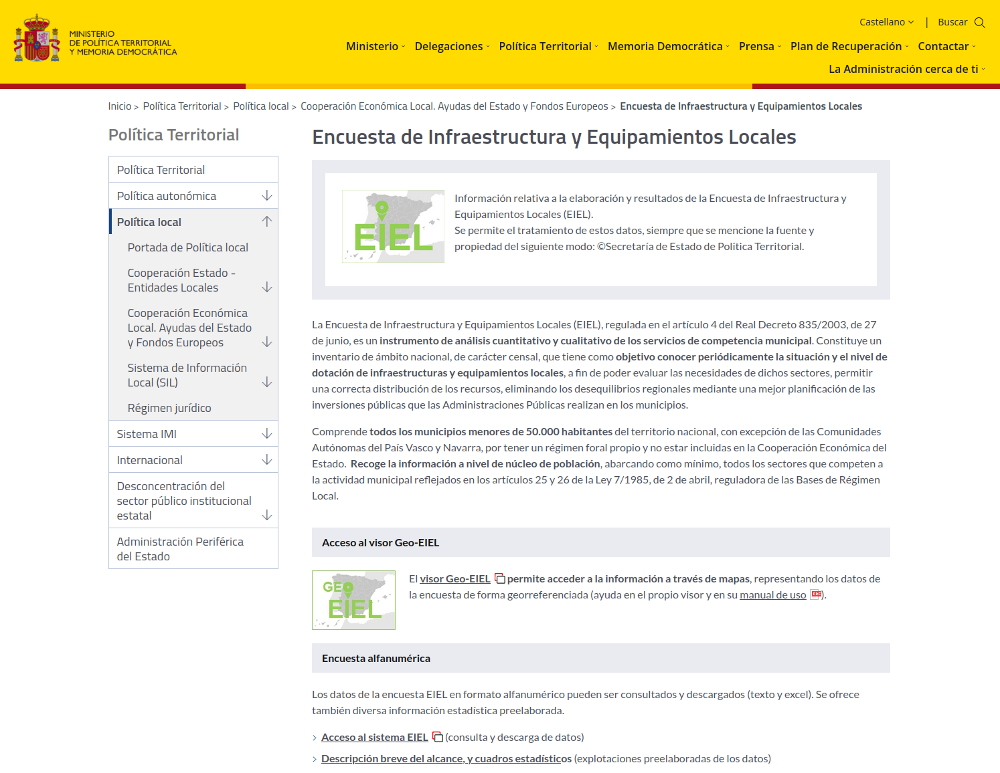 MINISTERIO
DE POLÍTICA TERRITORIAL
Y MEMORIA DEMOCRÁTICA
Castellano | Buscar
Ministerio Delegaciones Política Territorial Memoria Democrática Prensa Plan de Recuperación Contactar
La Administración cerca de ti
Inicio > Política Territorial > Política local > Cooperación Económica Local. Ayudas del Estado y Fondos Europeos > Encuesta de Infraestructura y Equipamientos Locales
Política Territorial
Política Territorial
Política autonómica
Política local
Portada de Política local
Cooperación Estado -
Entidades Locales
Cooperación Económica
Local. Ayudas del Estado
y Fondos Europeos
Sistema de Información
Local (SIL)
Régimen jurídico
Sistema IMI
Internacional
Desconcentración del
sector público institucional
estatal
Administración Periférica
del Estado
Encuesta de Infraestructura y Equipamientos Locales
EIEL
Información relativa a la elaboración y resultados de la Encuesta de Infraestructura y
Equipamientos Locales (EIEL).
Se permite el tratamiento de estos datos, siempre que se mencione la fuente y
propiedad del siguiente modo: ©Secretaría de Estado de Politica Territorial.
La Encuesta de Infraestructura y Equipamientos Locales (EIEL), regulada en el artículo 4 del Real Decreto 835/2003, de 27
de junio, es un instrumento de análisis cuantitativo y cualitativo de los servicios de competencia municipal. Constituye un
inventario de ámbito nacional, de carácter censal, que tiene como objetivo conocer periódicamente la situación y el nivel de
dotación de infraestructuras y equipamientos locales, a fin de poder evaluar las necesidades de dichos sectores, permitir
una correcta distribución de los recursos, eliminando los desequilibrios regionales mediante una mejor planificación de las
inversiones públicas que las Administraciones Públicas realizan en los municipios.
Comprende todos los municipios menores de 50.000 habitantes del territorio nacional, con excepción de las Comunidades
Autónomas del País Vasco y Navarra, por tener un régimen foral propio y no estar incluidas en la Cooperación Económica del
Estado. Recoge la información a nivel de núcleo de población, abarcando como mínimo, todos los sectores que competen a
la actividad municipal reflejados en los artículos 25 y 26 de la Ley 7/1985, de 2 de abril, reguladora de las Bases de Régimen
Local.
Acceso al visor Geo-EIEL
GEO
EIEL
El visor Geo-EIEL permite acceder a la información a través de mapas, representando los datos de
la encuesta de forma georreferenciada (ayuda en el propio visor y en su manual de uso PDF).
Encuesta alfanumérica
Los datos de la encuesta EIEL en formato alfanumérico pueden ser consultados y descargados (texto y excel). Se ofrece
también diversa información estadística preelaborada.
Acceso al sistema EIEL (consulta y descarga de datos)
Descripción breve del alcance, y cuadros estadísticos (explotaciones preelaboradas de los datos)